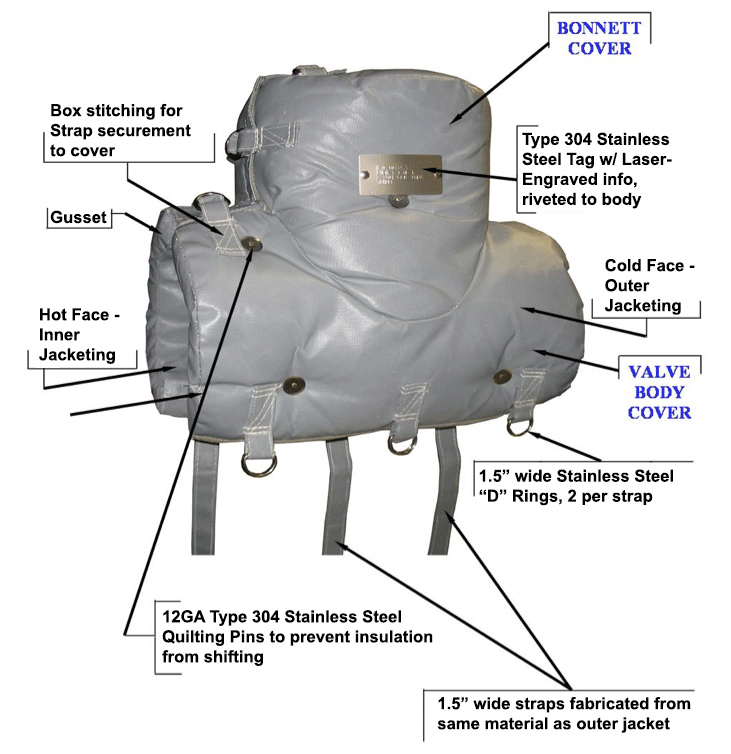 BONNETT
COVER
Box stitching for
Strap securement
to cover
Type 304 Stainless
Steel Tag w/ Laser-
Engraved info,
riveted to body
Gusset
Cold Face -
Outer
Jacketing
Hot Face -
Inner
Jacketing
VALVE
BODY
COVER
1.5” wide Stainless Steel
“D” Rings, 2 per strap
12GA Type 304 Stainless Steel
Quilting Pins to prevent insulation
from shifting
1.5” wide straps fabricated from
same material as outer jacket